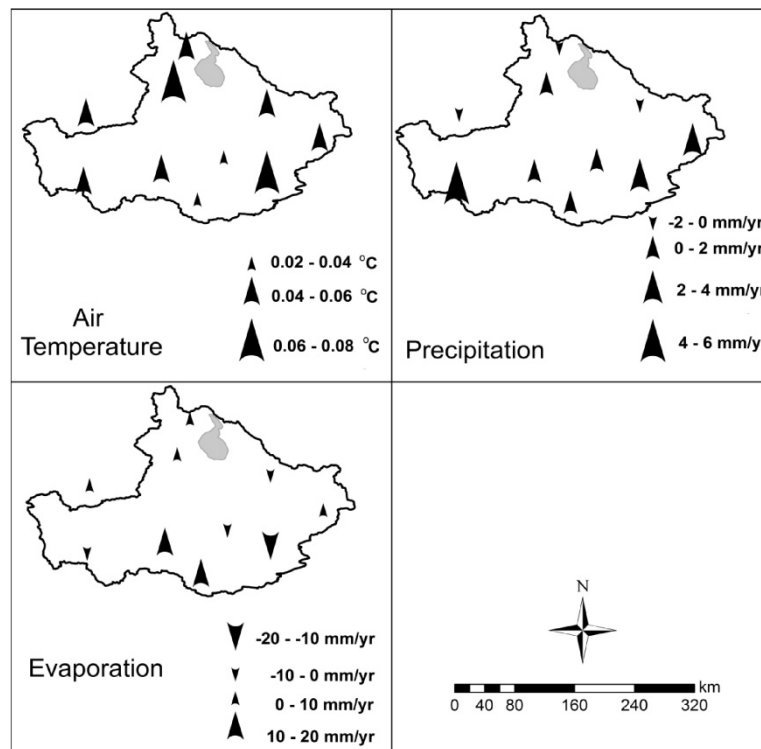 0.02 - 0.04 °C
0.04 - 0.06 °C
0.06 - 0.08 °C
Air
Temperature
-2 - 0 mm/yr
0 - 2 mm/yr
2 - 4 mm/yr
4 - 6 mm/yr
Precipitation
-20 - -10 mm/yr
-10 - 0 mm/yr
0 - 10 mm/yr
10 - 20 mm/yr
Evaporation
N
km
0 40 80 160 240 320